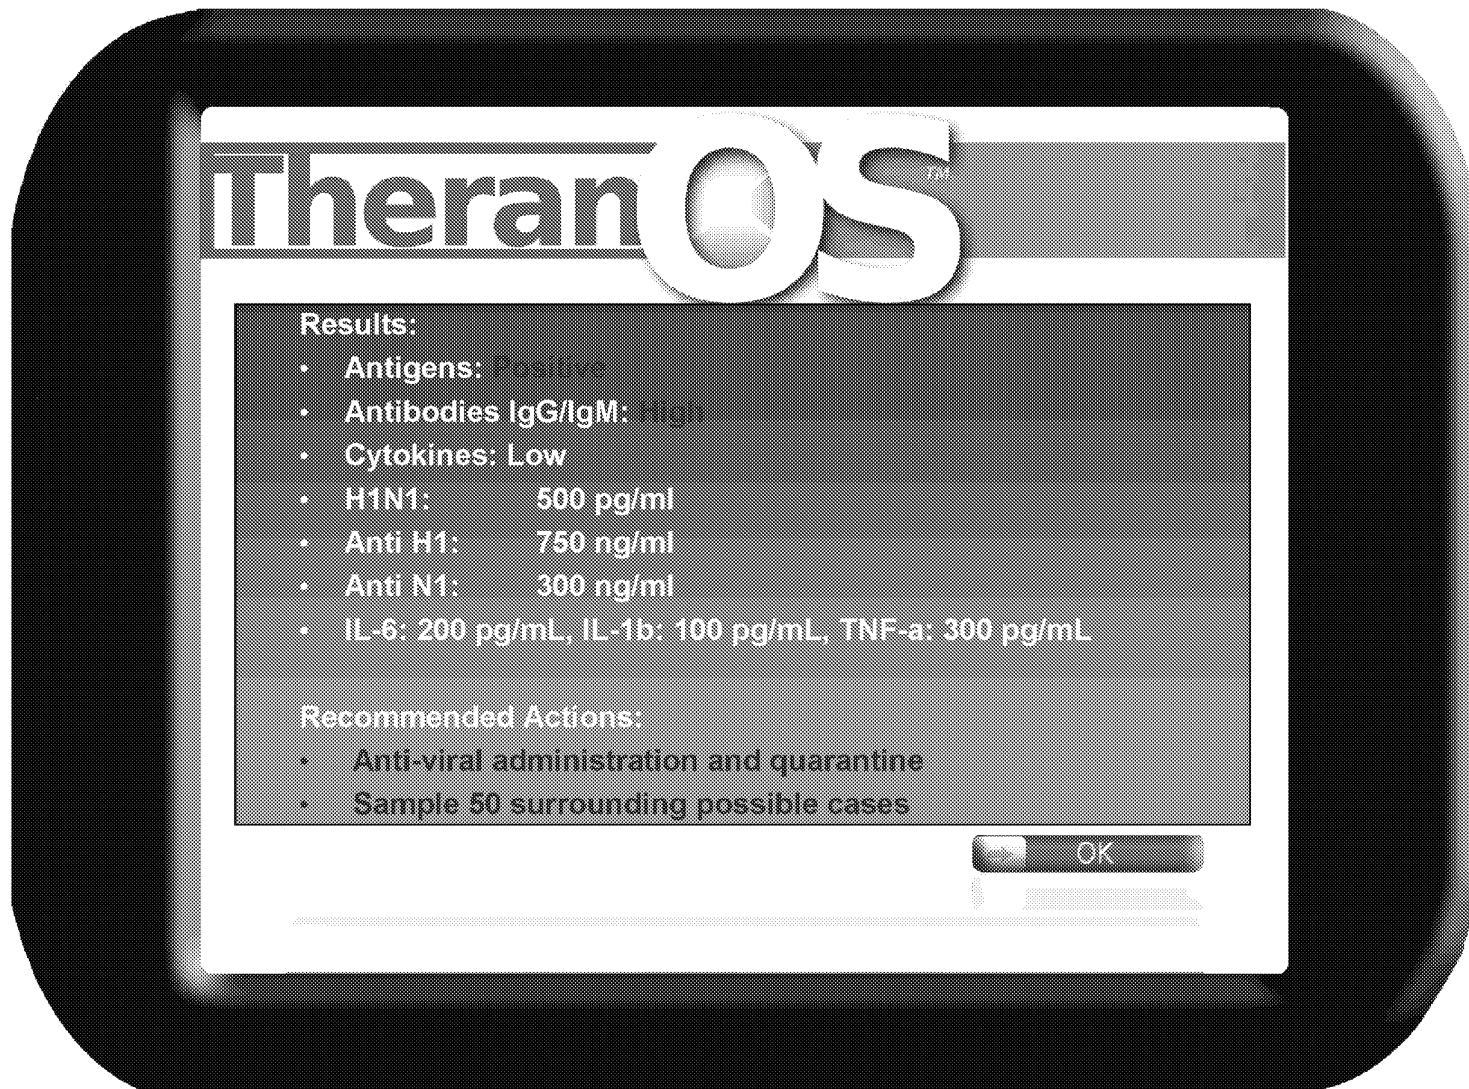 TheranOS™
Results:
• Antigens: Positive
• Antibodies IgG/IgM: High
• Cytokines: Low
• H1N1: 500 pg/ml
• Anti H1: 750 ng/ml
• Anti N1: 300 ng/ml
• IL-6: 200 pg/mL, IL-1b: 100 pg/mL, TNF-a: 300 pg/mL
Recommended Actions:
• Anti-viral administration and quarantine
• Sample 50 surrounding possible cases
OK